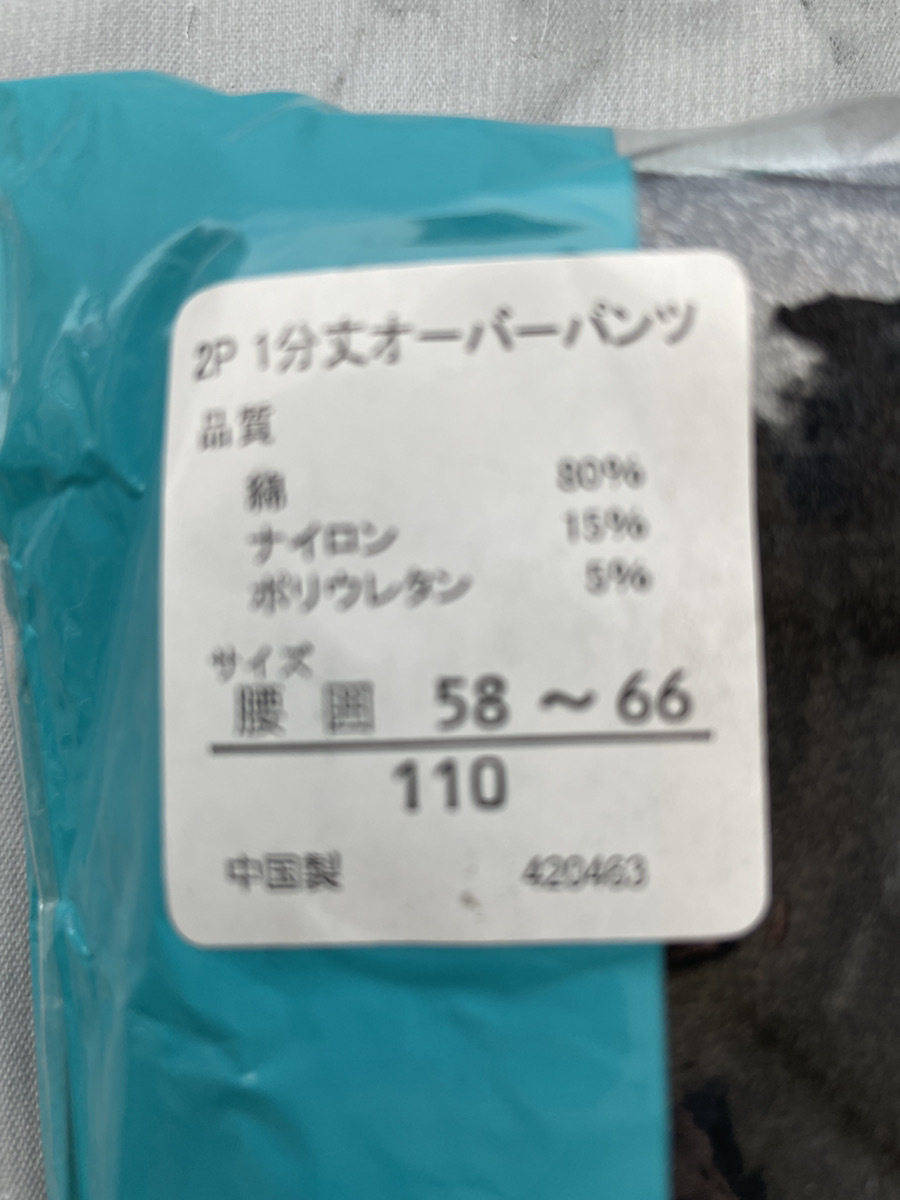 2P 1分丈オーバーパンツ
品質
綿 80%
ナイロン 15%
ポリウレタン 5%
サイズ
腰 囲 58 ～ 66
110
中国製 420463